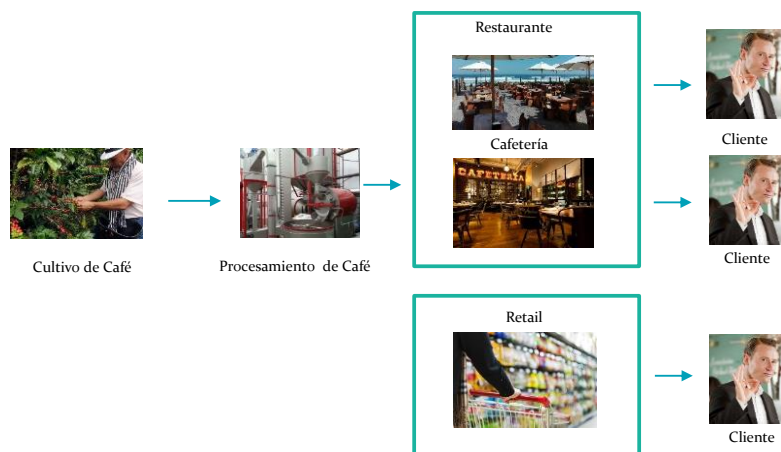 Restaurante
Cafetería
CAFETERIA
Cliente
Cliente
Cultivo de Café
Procesamiento de Café
Retail
Cliente